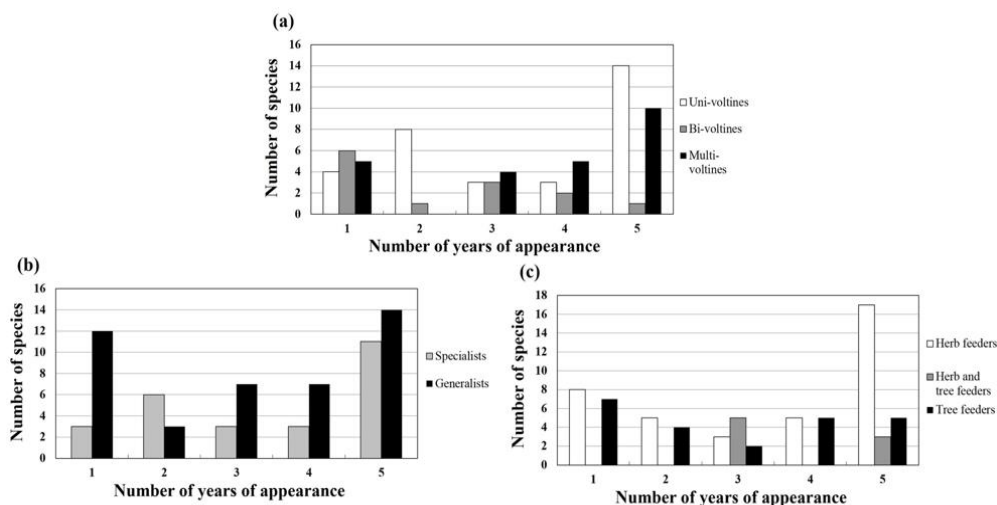 (a)
16
14
12
10
8
6
4
2
0
Number of species
1 2 3 4 5
Number of years of appearance
Uni-voltines
Bi-voltines
Multi-
voltines
(b)
16
14
12
10
8
6
4
2
0
Number of species
1 2 3 4 5
Number of years of appearance
Specialists
Generalists
(c)
18
16
14
12
10
8
6
4
2
0
Number of species
1 2 3 4 5
Number of years of appearance
Herb feeders
Herb and
tree feeders
Tree feeders